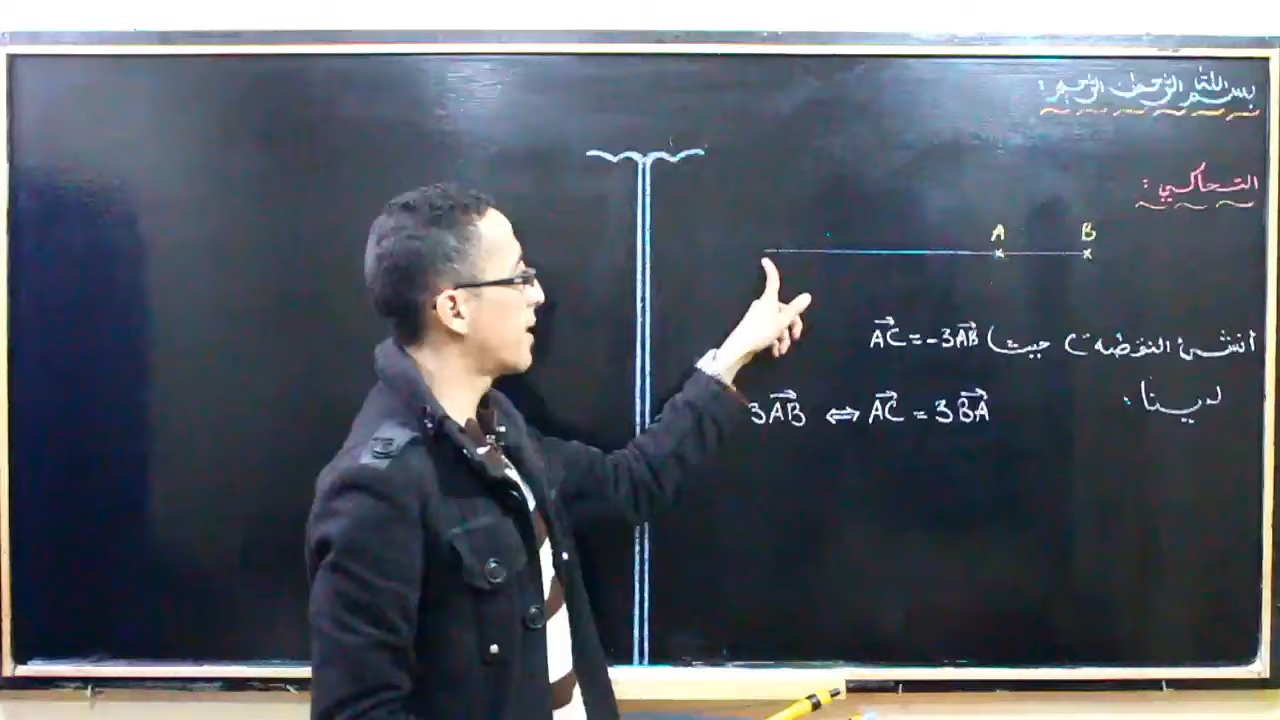 بسم الله الرحمن الرحيم :
التحاكي :
A B
أنشئ النقطة C حيث ( AC⃗ = -3AB⃗
لدينا :
3AB⃗ ⇔ AC⃗ = 3BA⃗